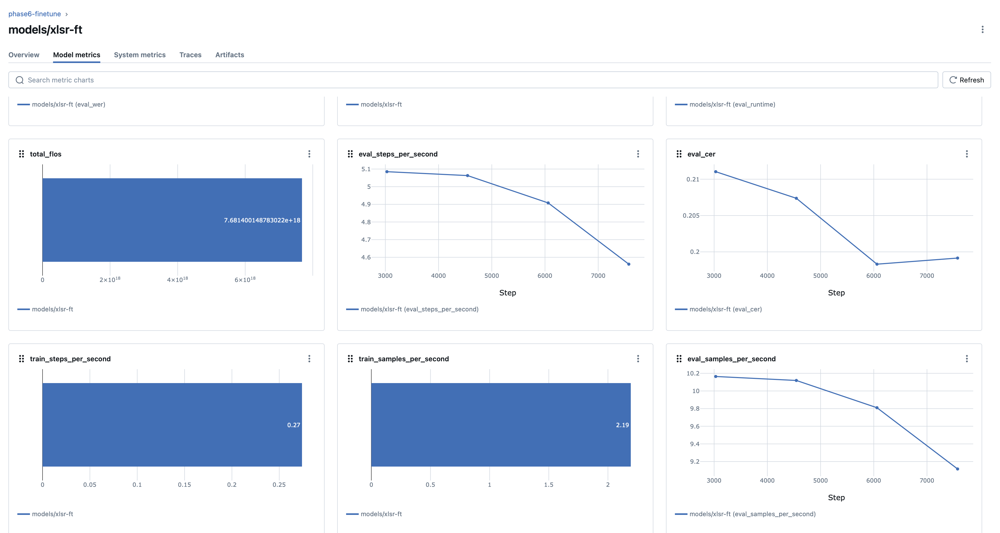 phase6-finetune ›
models/xlsr-ft
Overview Model metrics System metrics Traces Artifacts
Search metric charts Refresh
models/xlsr-ft (eval_wer)
models/xlsr-ft
models/xlsr-ft (eval_runtime)
total_flos
7.681400148783022e+18
0 2×10¹⁸ 4×10¹⁸ 6×10¹⁸
models/xlsr-ft
eval_steps_per_second
5.1
5
4.9
4.8
4.7
4.6
3000 4000 5000 6000 7000
Step
models/xlsr-ft (eval_steps_per_second)
eval_cer
0.21
0.205
0.2
3000 4000 5000 6000 7000
Step
models/xlsr-ft (eval_cer)
train_steps_per_second
0.27
0 0.05 0.1 0.15 0.2 0.25
models/xlsr-ft
train_samples_per_second
2.19
0 0.5 1 1.5 2
models/xlsr-ft
eval_samples_per_second
10.2
10
9.8
9.6
9.4
9.2
3000 4000 5000 6000 7000
Step
models/xlsr-ft (eval_samples_per_second)